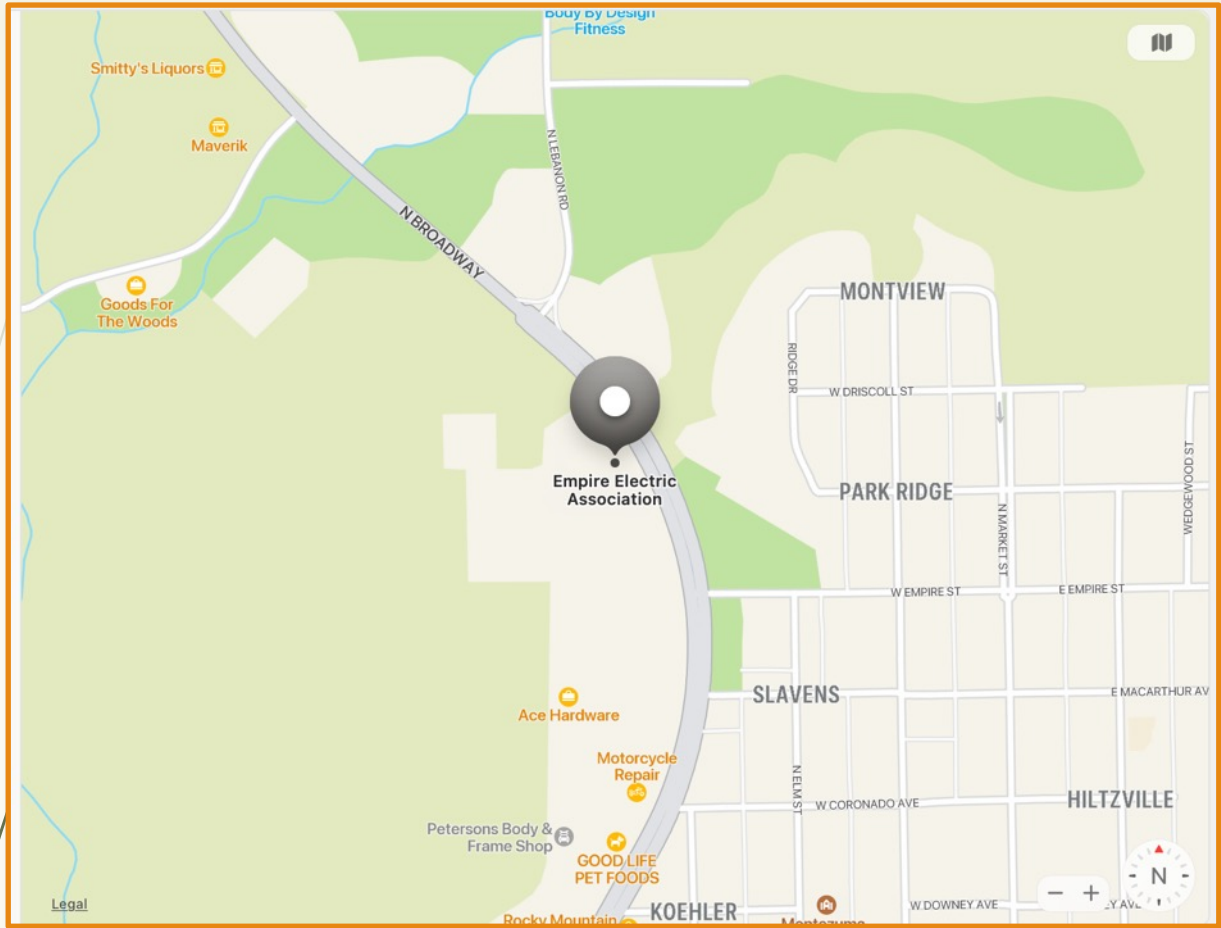 Body By Design
Fitness
Smitty's Liquors
Maverik
N LEBANON RD
N BROADWAY
Goods For
The Woods
MONTVIEW
RIDGE DR
W DRISCOLL ST
WEDGEWOOD ST
Empire Electric
Association
PARK RIDGE
N MARKET ST
W EMPIRE ST
E EMPIRE ST
SLAVENS
E MACARTHUR AV
Ace Hardware
Motorcycle
Repair
N ELM ST
W CORONADO AVE
HILTZVILLE
Petersons Body &
Frame Shop
GOOD LIFE
PET FOODS
N
Legal
KOEHLER
W DOWNEY AVE
EY AVE
Rocky Mountain
Montezuma